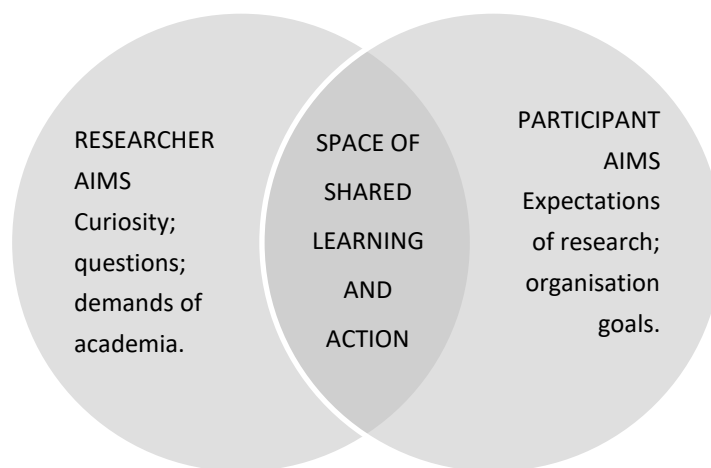 RESEARCHER
AIMS
Curiosity;
questions;
demands of
academia.
SPACE OF
SHARED
LEARNING
AND
ACTION
PARTICIPANT
AIMS
Expectations
of research;
organisation
goals.